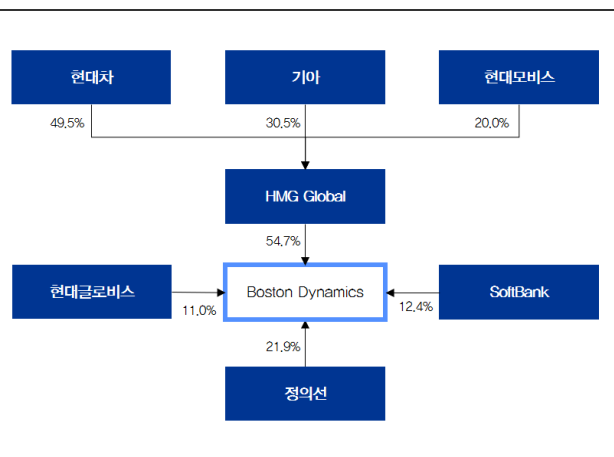 현대차
기아
현대모비스
49.5%
30.5%
20.0%
HMG Global
54.7%
현대글로비스
Boston Dynamics
SoftBank
11.0%
12.4%
21.9%
정의선